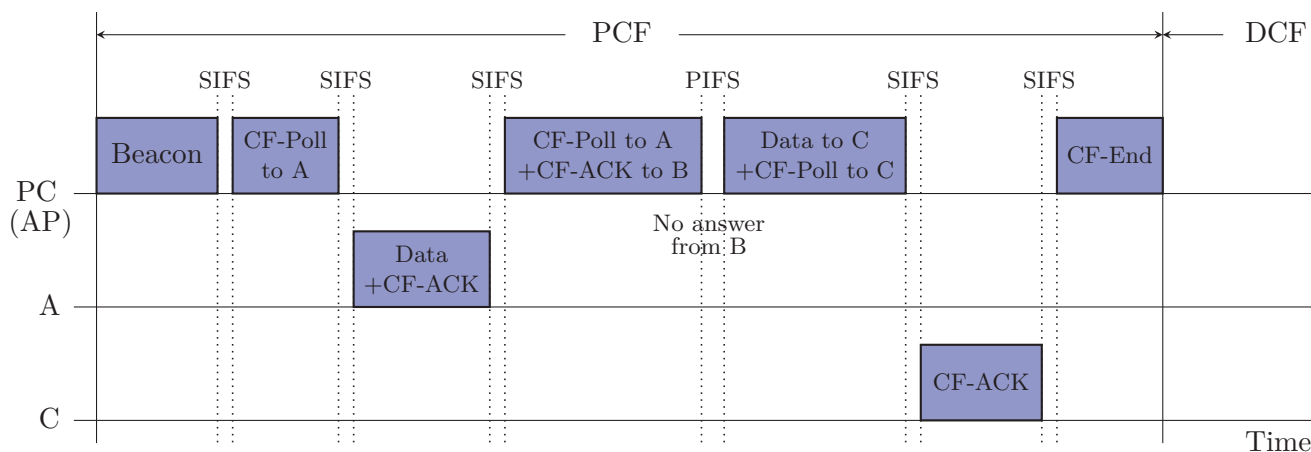 PCF
DCF
SIFS
SIFS
SIFS
PIFS
SIFS
SIFS
Beacon
CF-Poll
to A
CF-Poll to A
+CF-ACK to B
Data to C
+CF-Poll to C
CF-End
PC
(AP)
No answer
from B
Data
+CF-ACK
A
CF-ACK
C
Time